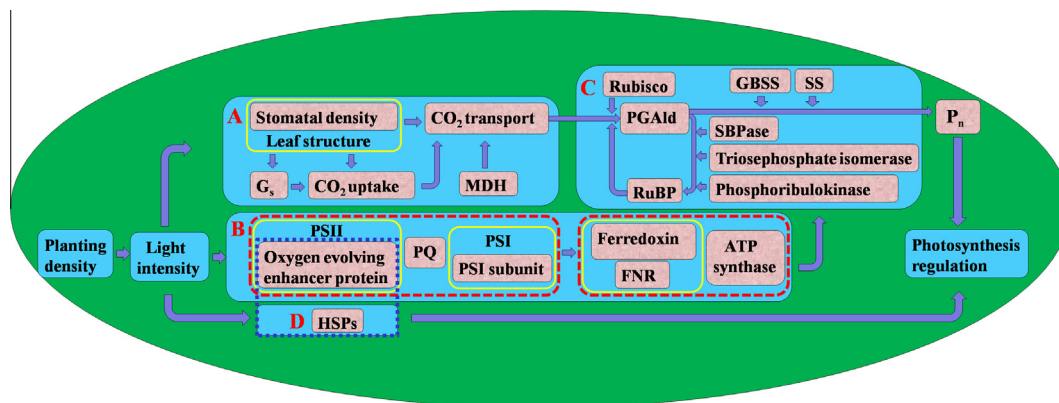 Planting
density
Light
intensity
A
Stomatal density
Leaf structure
CO₂ transport
Gs
CO₂ uptake
MDH
B
PSII
Oxygen evolving
enhancer protein
PQ
PSI
PSI subunit
Ferredoxin
FNR
ATP
synthase
C
Rubisco
GBSS
SS
PGAld
SBPase
Triosephosphate isomerase
RuBP
Phosphoribulokinase
D
HSPs
Pn
Photosynthesis
regulation